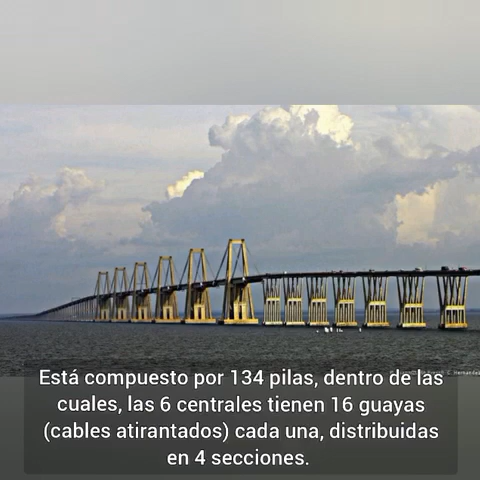 Está compuesto por 134 pilas, dentro de las
cuales, las 6 centrales tienen 16 guayas
(cables atirantados) cada una, distribuidas
en 4 secciones.